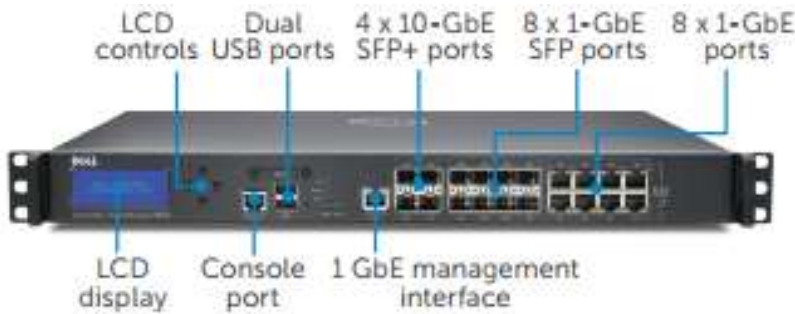 LCD
controls
Dual
USB ports
4 x 10-GbE
SFP+ ports
8 x 1-GbE
SFP ports
8 x 1-GbE
ports
DELL
LCD
display
Console
port
1 GbE management
interface